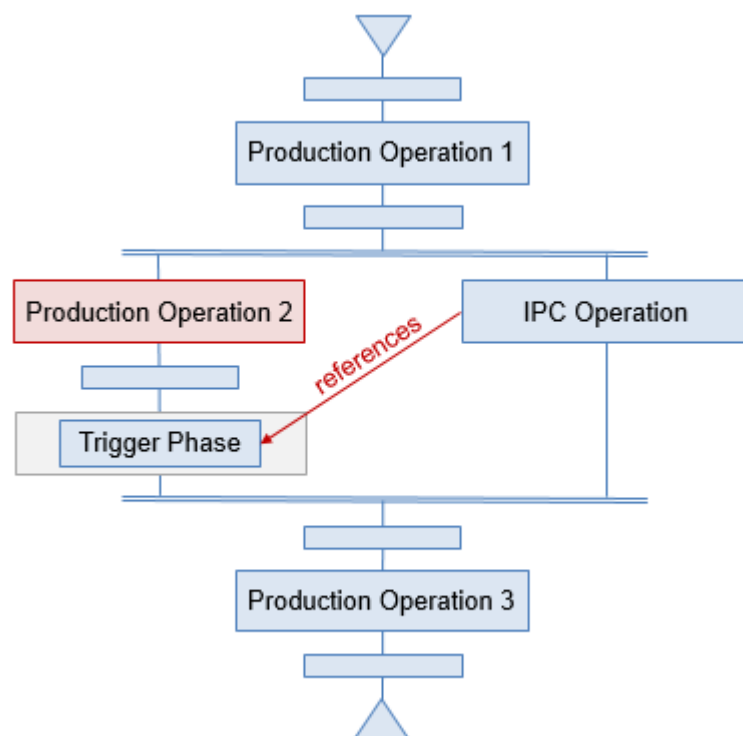 Production Operation 1
Production Operation 2
IPC Operation
references
Trigger Phase
Production Operation 3